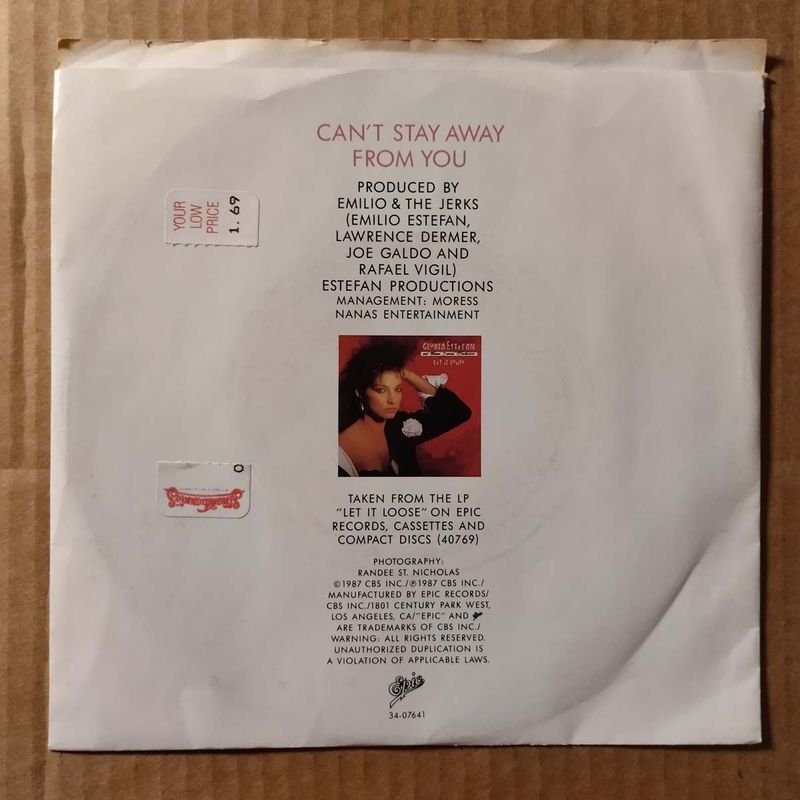 CAN'T STAY AWAY
FROM YOU
PRODUCED BY
EMILIO & THE JERKS
(EMILIO ESTEFAN,
LAWRENCE DERMER,
JOE GALDO AND
RAFAEL VIGIL)
ESTEFAN PRODUCTIONS
MANAGEMENT: MORESS
NANAS ENTERTAINMENT
YOUR
LOW
PRICE
1.69
GLORIA ESTEFAN
Let it Loose
O
TAKEN FROM THE LP
"LET IT LOOSE" ON EPIC
RECORDS, CASSETTES AND
COMPACT DISCS (40769)
PHOTOGRAPHY:
RANDEE ST. NICHOLAS
©1987 CBS INC./℗1987 CBS INC./
MANUFACTURED BY EPIC RECORDS/
CBS INC./1801 CENTURY PARK WEST,
LOS ANGELES, CA/"EPIC" AND
ARE TRADEMARKS OF CBS INC./
WARNING: ALL RIGHTS RESERVED.
UNAUTHORIZED DUPLICATION IS
A VIOLATION OF APPLICABLE LAWS.
Epic
34-07641